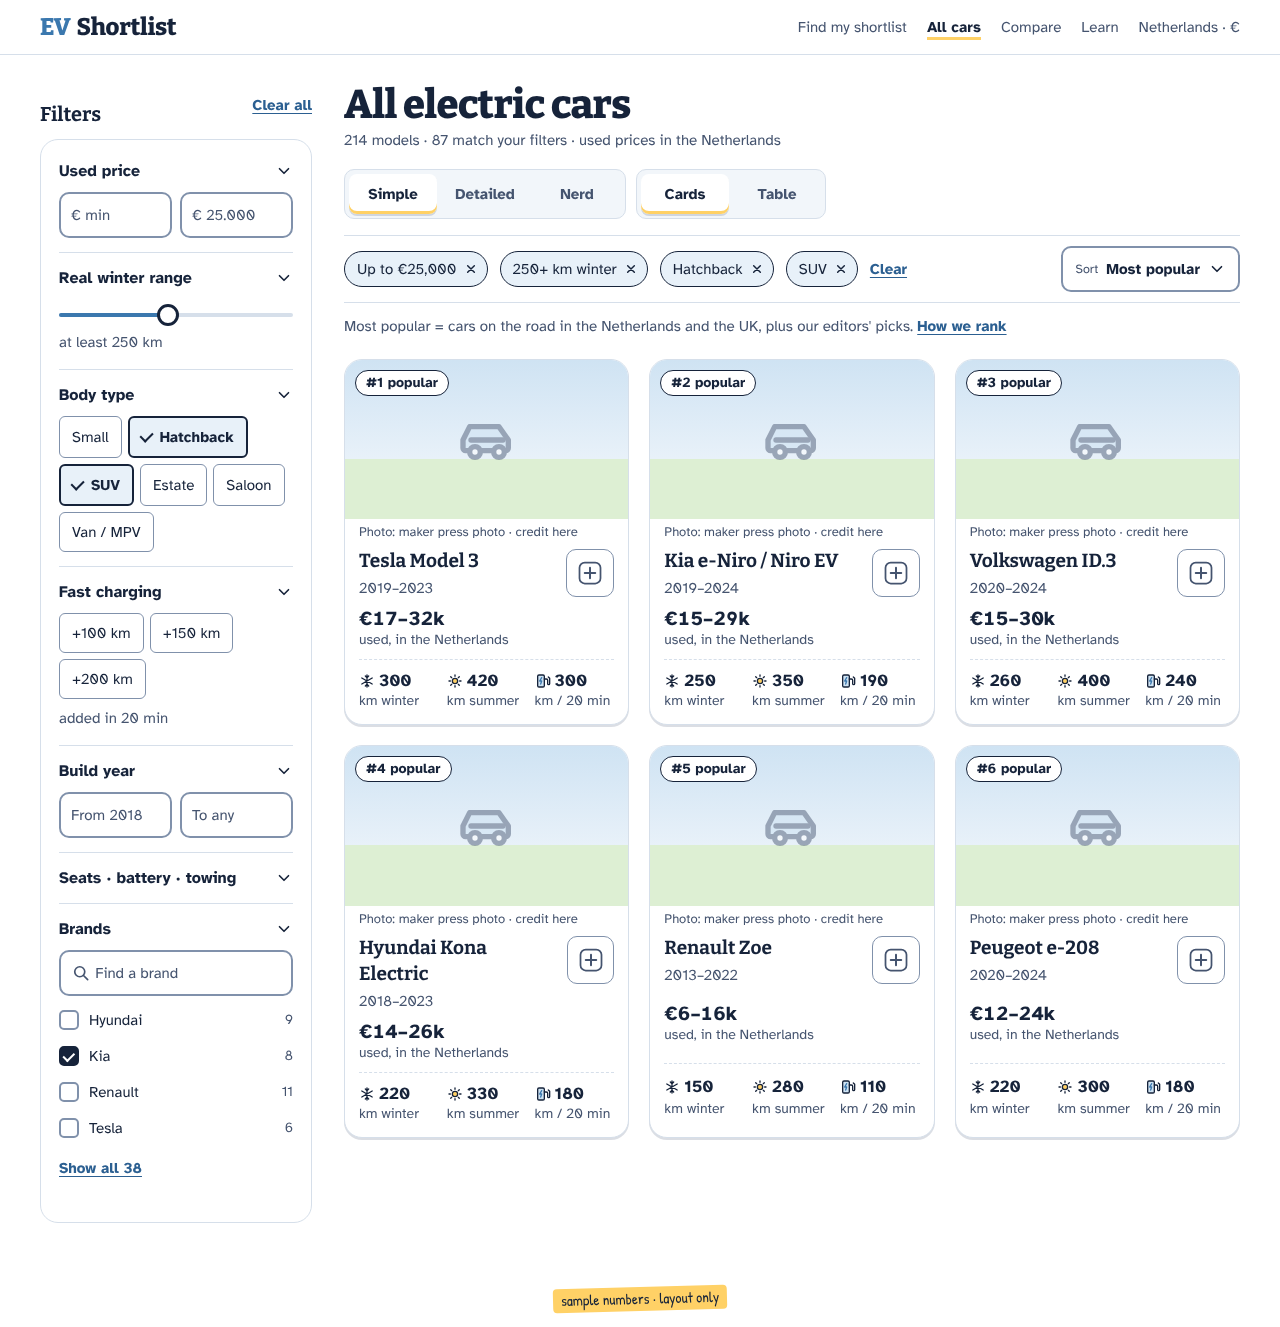 EV Shortlist
Find my shortlist
All cars
Compare
Learn
Netherlands · €
Filters
Clear all
Used price
€ min
€ 25.000
Real winter range
at least 250 km
Body type
Small
Hatchback
SUV
Estate
Saloon
Van / MPV
Fast charging
+100 km
+150 km
+200 km
added in 20 min
Build year
From 2018
To any
Seats · battery · towing
Brands
Find a brand
Hyundai 9
Kia 8
Renault 11
Tesla 6
Show all 38
All electric cars
214 models · 87 match your filters · used prices in the Netherlands
Simple
Detailed
Nerd
Cards
Table
Up to €25,000 ×
250+ km winter ×
Hatchback ×
SUV ×
Clear
Sort Most popular
Most popular = cars on the road in the Netherlands and the UK, plus our editors' picks. How we rank
#1 popular
Photo: maker press photo · credit here
Tesla Model 3
2019–2023
€17–32k
used, in the Netherlands
300 420 300
km winter km summer km / 20 min
#2 popular
Photo: maker press photo · credit here
Kia e-Niro / Niro EV
2019–2024
€15–29k
used, in the Netherlands
250 350 190
km winter km summer km / 20 min
#3 popular
Photo: maker press photo · credit here
Volkswagen ID.3
2020–2024
€15–30k
used, in the Netherlands
260 400 240
km winter km summer km / 20 min
#4 popular
Photo: maker press photo · credit here
Hyundai Kona
Electric
2018–2023
€14–26k
used, in the Netherlands
220 330 180
km winter km summer km / 20 min
#5 popular
Photo: maker press photo · credit here
Renault Zoe
2013–2022
€6–16k
used, in the Netherlands
150 280 110
km winter km summer km / 20 min
#6 popular
Photo: maker press photo · credit here
Peugeot e-208
2020–2024
€12–24k
used, in the Netherlands
220 300 180
km winter km summer km / 20 min
sample numbers · layout only